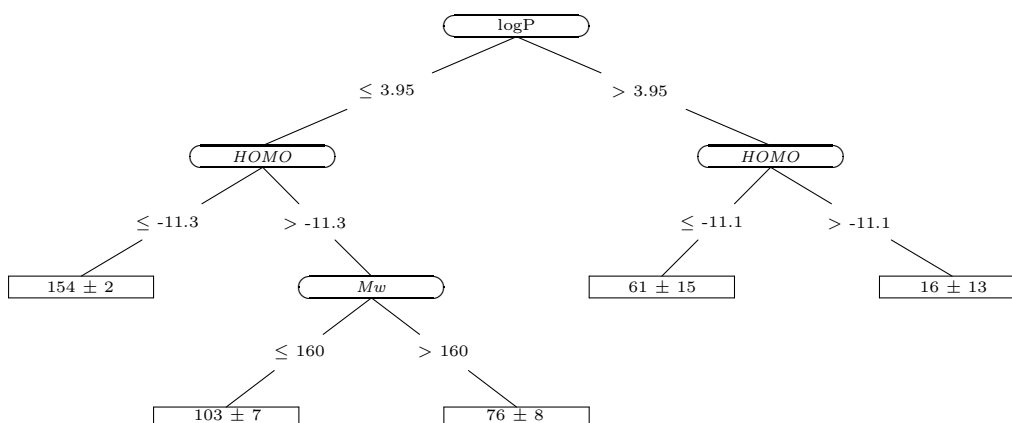 logP
≤ 3.95
> 3.95
HOMO
HOMO
≤ -11.3
> -11.3
≤ -11.1
> -11.1
154 ± 2
Mw
61 ± 15
16 ± 13
≤ 160
> 160
103 ± 7
76 ± 8